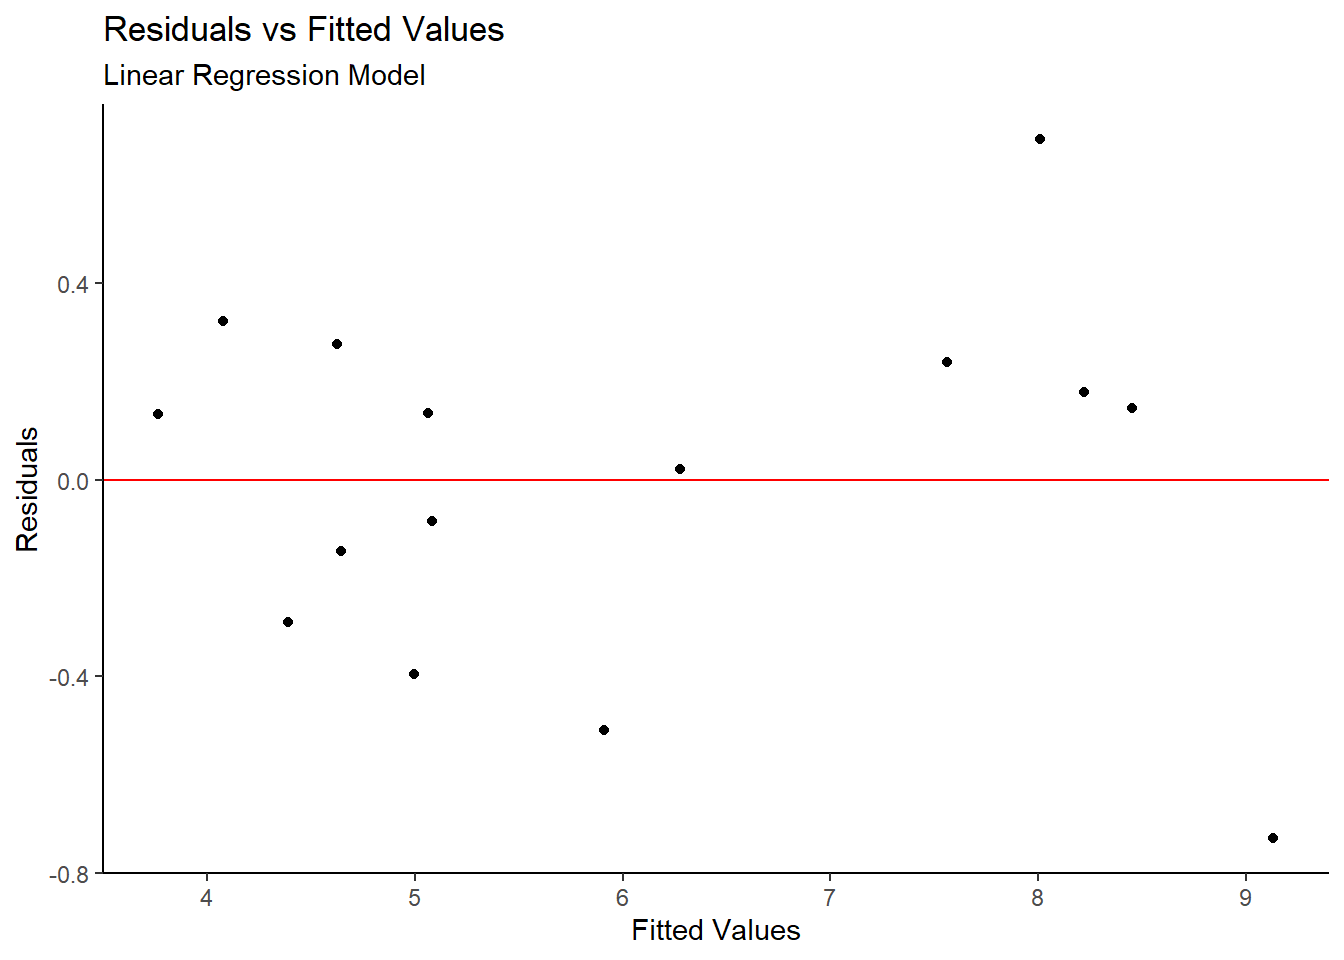 Residuals vs Fitted Values
Linear Regression Model
Residuals
0.4
0.0
-0.4
-0.8
4 5 6 7 8 9
Fitted Values